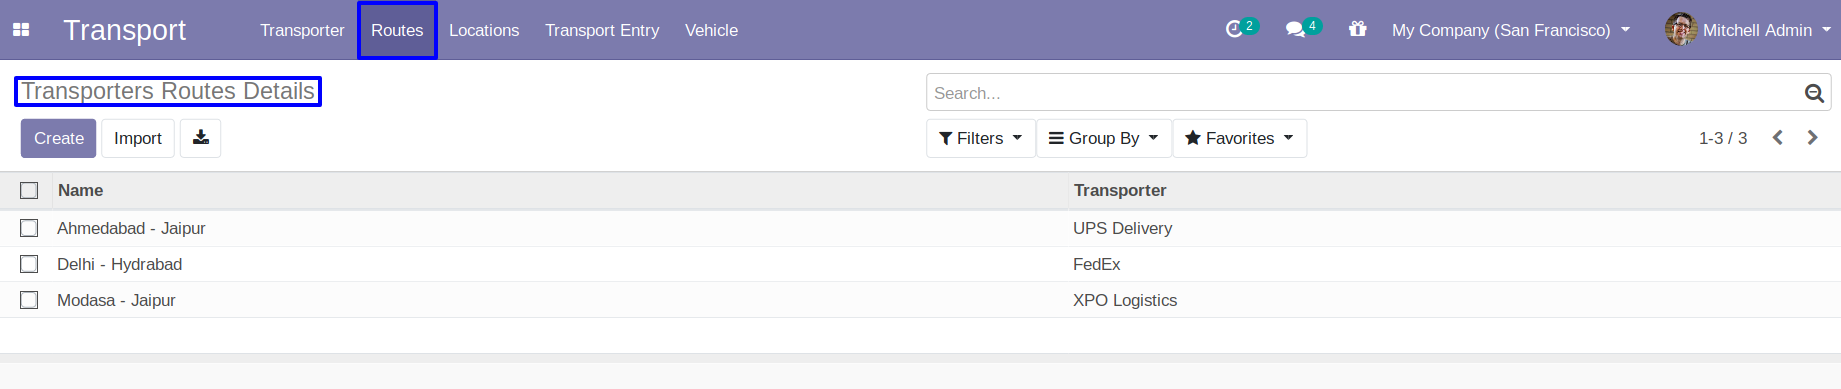 Transport Transporter Routes Locations Transport Entry Vehicle 2 4 My Company (San Francisco) Mitchell Admin
Transporters Routes Details
Search...
Create Import Filters Group By Favorites 1-3 / 3
Name Transporter
Ahmedabad - Jaipur UPS Delivery
Delhi - Hydrabad FedEx
Modasa - Jaipur XPO Logistics